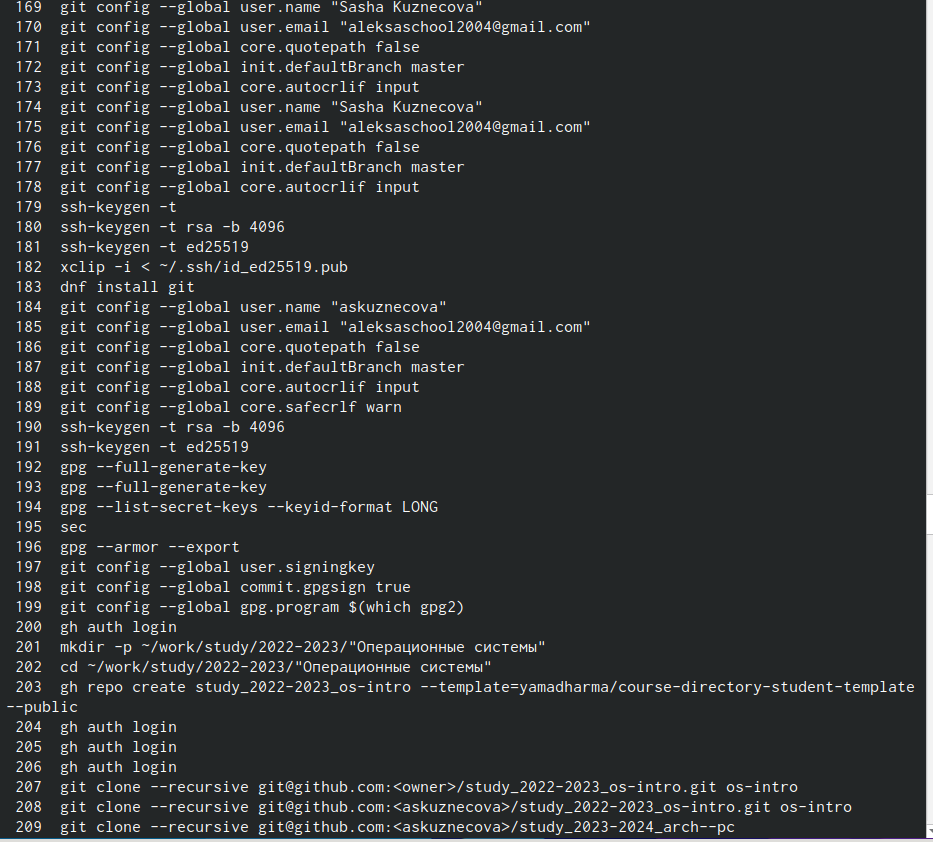 169 git config --global user.name "Sasha Kuznecova"
170 git config --global user.email "aleksaschool2004@gmail.com"
171 git config --global core.quotepath false
172 git config --global init.defaultBranch master
173 git config --global core.autocrlif input
174 git config --global user.name "Sasha Kuznecova"
175 git config --global user.email "aleksaschool2004@gmail.com"
176 git config --global core.quotepath false
177 git config --global init.defaultBranch master
178 git config --global core.autocrlif input
179 ssh-keygen -t
180 ssh-keygen -t rsa -b 4096
181 ssh-keygen -t ed25519
182 xclip -i < ~/.ssh/id_ed25519.pub
183 dnf install git
184 git config --global user.name "askuznecova"
185 git config --global user.email "aleksaschool2004@gmail.com"
186 git config --global core.quotepath false
187 git config --global init.defaultBranch master
188 git config --global core.autocrlif input
189 git config --global core.safecrlf warn
190 ssh-keygen -t rsa -b 4096
191 ssh-keygen -t ed25519
192 gpg --full-generate-key
193 gpg --full-generate-key
194 gpg --list-secret-keys --keyid-format LONG
195 sec
196 gpg --armor --export
197 git config --global user.signingkey
198 git config --global commit.gpgsign true
199 git config --global gpg.program $(which gpg2)
200 gh auth login
201 mkdir -p ~/work/study/2022-2023/"Операционные системы"
202 cd ~/work/study/2022-2023/"Операционные системы"
203 gh repo create study_2022-2023_os-intro --template=yamadharma/course-directory-student-template
--public
204 gh auth login
205 gh auth login
206 gh auth login
207 git clone --recursive git@github.com:<owner>/study_2022-2023_os-intro.git os-intro
208 git clone --recursive git@github.com:<askuznecova>/study_2022-2023_os-intro.git os-intro
209 git clone --recursive git@github.com:<askuznecova>/study_2023-2024_arch--pc